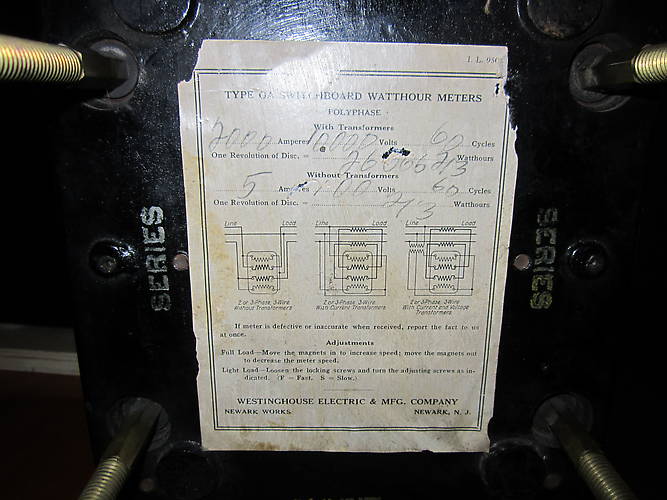 I. L. 950
TYPE OA SWITCHBOARD WATTHOUR METERS
POLYPHASE
With Transformers
2000 Amperes 10000 Volts 60 Cycles
One Revolution of Disc. = Watthours
Without Transformers
5 Amperes 100 Volts 60 Cycles
One Revolution of Disc. = 2/3 Watthours
Line Load Line Load Line Load
2 or 3-Phase, 3-Wire 2 or 3-Phase, 3-Wire 2 or 3-Phase, 3-Wire
Without Transformers With Current Transformers With Current and Voltage
Transformers.
If meter is defective or inaccurate when received, report the fact to us
at once.
Adjustments
Full Load—Move the magnets in to increase speed; move the magnets out
to decrease the meter speed.
Light Load—Loosen the locking screws and turn the adjusting screws as in-
dicated. (F = Fast. S = Slow.)
WESTINGHOUSE ELECTRIC & MFG. COMPANY
NEWARK WORKS. NEWARK, N. J.
SERIES
SERIES